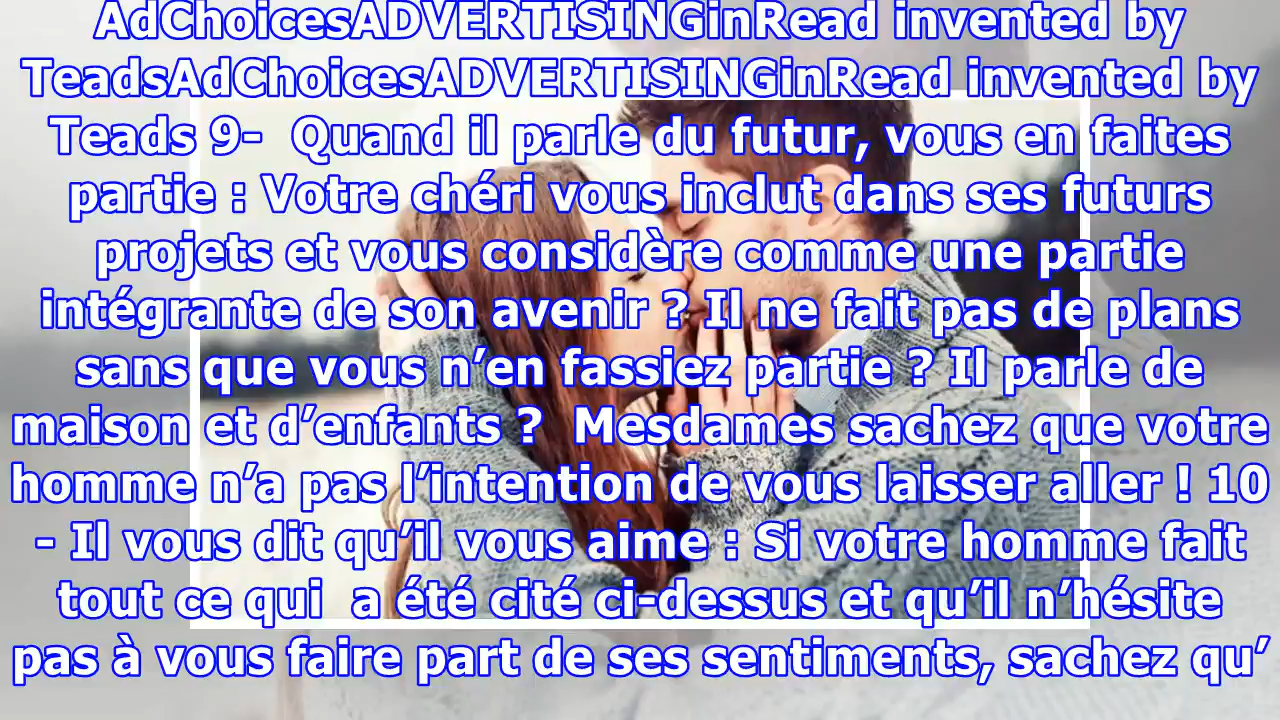 AdChoicesADVERTISINGinRead invented by
TeadsAdChoicesADVERTISINGinRead invented by
Teads 9-  Quand il parle du futur, vous en faites
partie : Votre chéri vous inclut dans ses futurs
projets et vous considère comme une partie
intégrante de son avenir ? Il ne fait pas de plans
sans que vous n’en fassiez partie ? Il parle de
maison et d’enfants ?  Mesdames sachez que votre
homme n’a pas l’intention de vous laisser aller ! 10
- Il vous dit qu’il vous aime : Si votre homme fait
tout ce qui  a été cité ci-dessus et qu’il n’hésite
pas à vous faire part de ses sentiments, sachez qu’